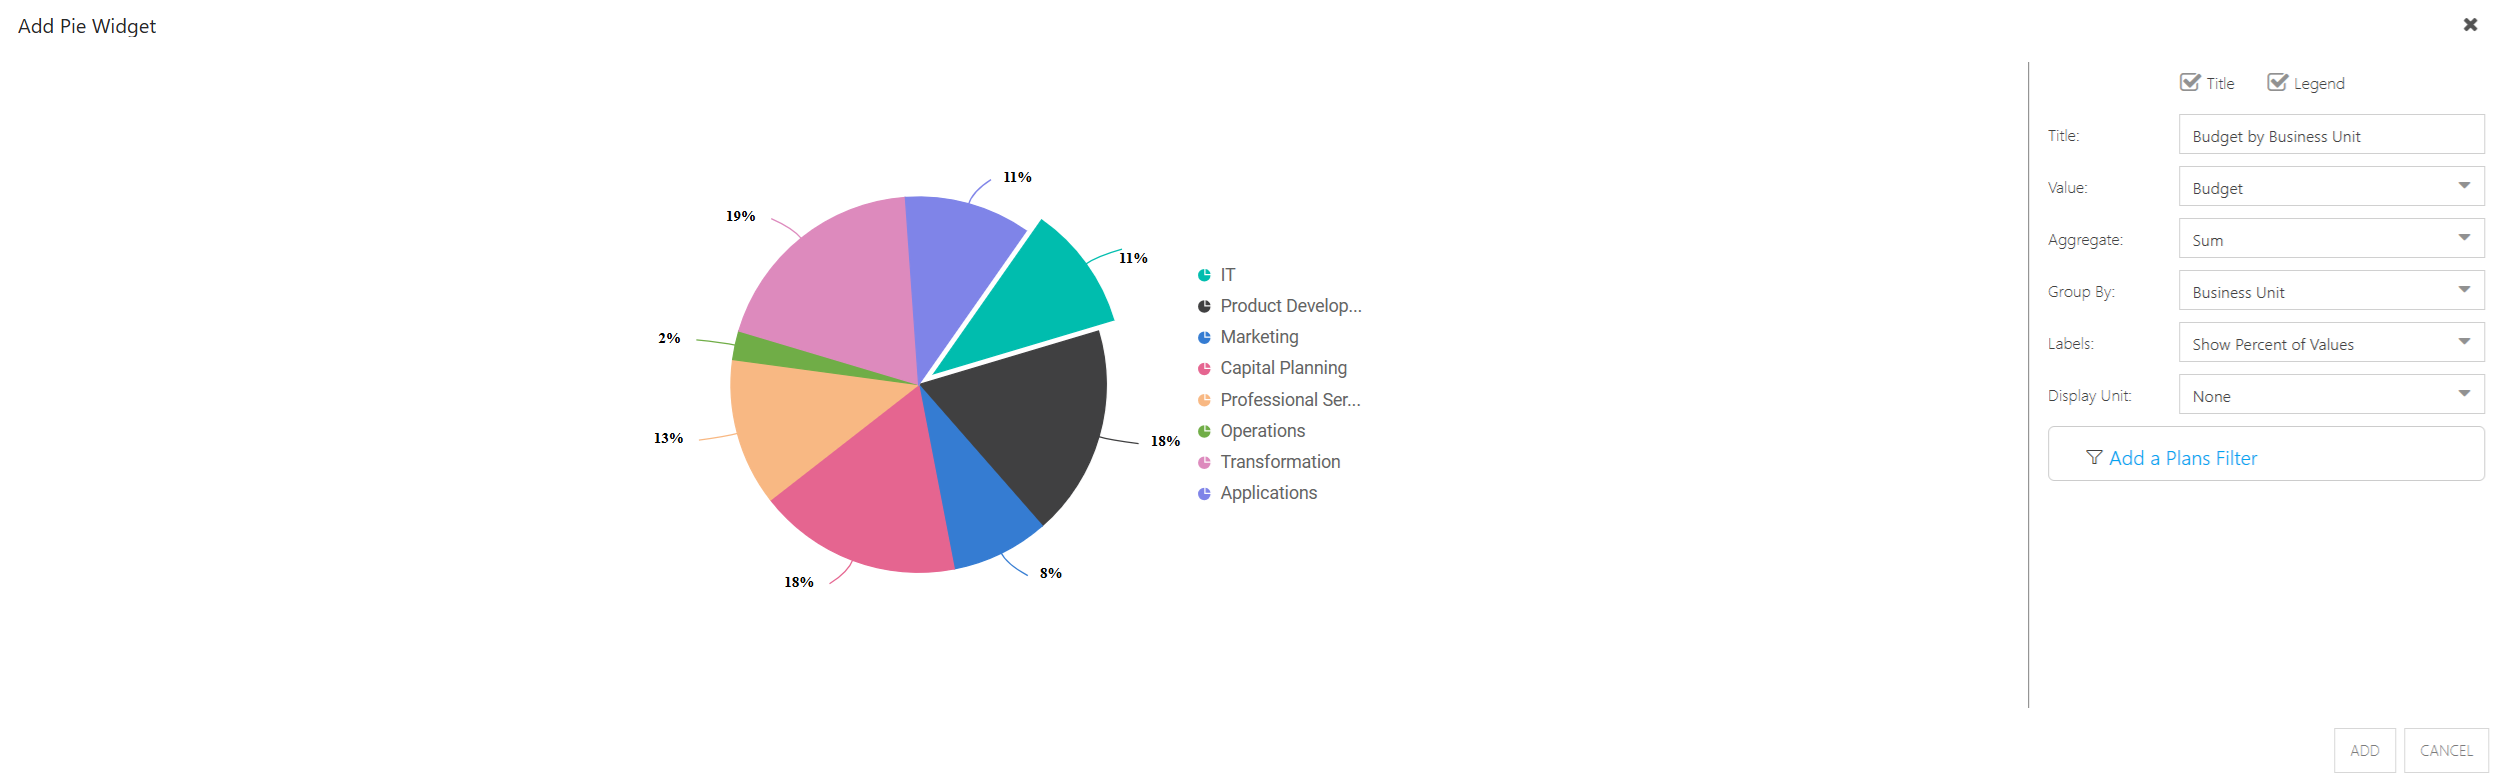 Add Pie Widget
11%
19%
11%
2%
13%
18%
18%
8%
IT
Product Develop...
Marketing
Capital Planning
Professional Ser...
Operations
Transformation
Applications
Title Legend
Title: Budget by Business Unit
Value: Budget
Aggregate: Sum
Group By: Business Unit
Labels: Show Percent of Values
Display Unit: None
Add a Plans Filter
ADD CANCEL